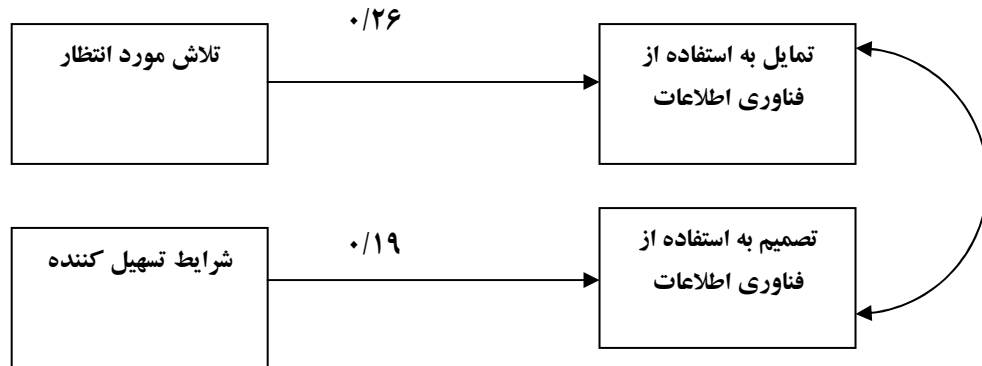 ۰/۲۶
تلاش مورد انتظار
تمایل به استفاده از
فناوری اطلاعات
۰/۱۹
شرایط تسهیل کننده
تصمیم به استفاده از
فناوری اطلاعات